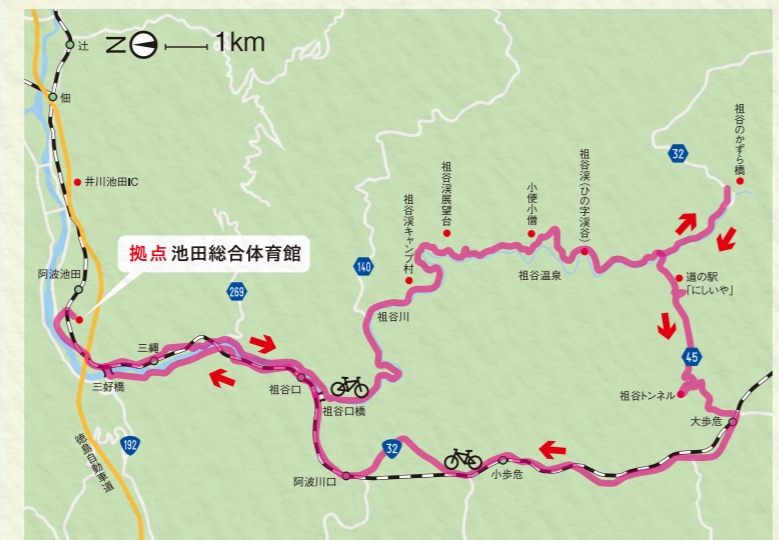 辻
N 1km
佃
井川池田IC
拠点 池田総合体育館
阿波池田
269
140
三縄
三好橋
192
徳島自動車道
祖谷口
祖谷口橋
祖谷川
祖谷渓キャンプ村
祖谷渓展望台
小便小僧
祖谷温泉
祖谷渓(ひの字渓谷)
32
祖谷のかずら橋
道の駅
「にしいや」
45
祖谷トンネル
大歩危
小歩危
32
阿波川口